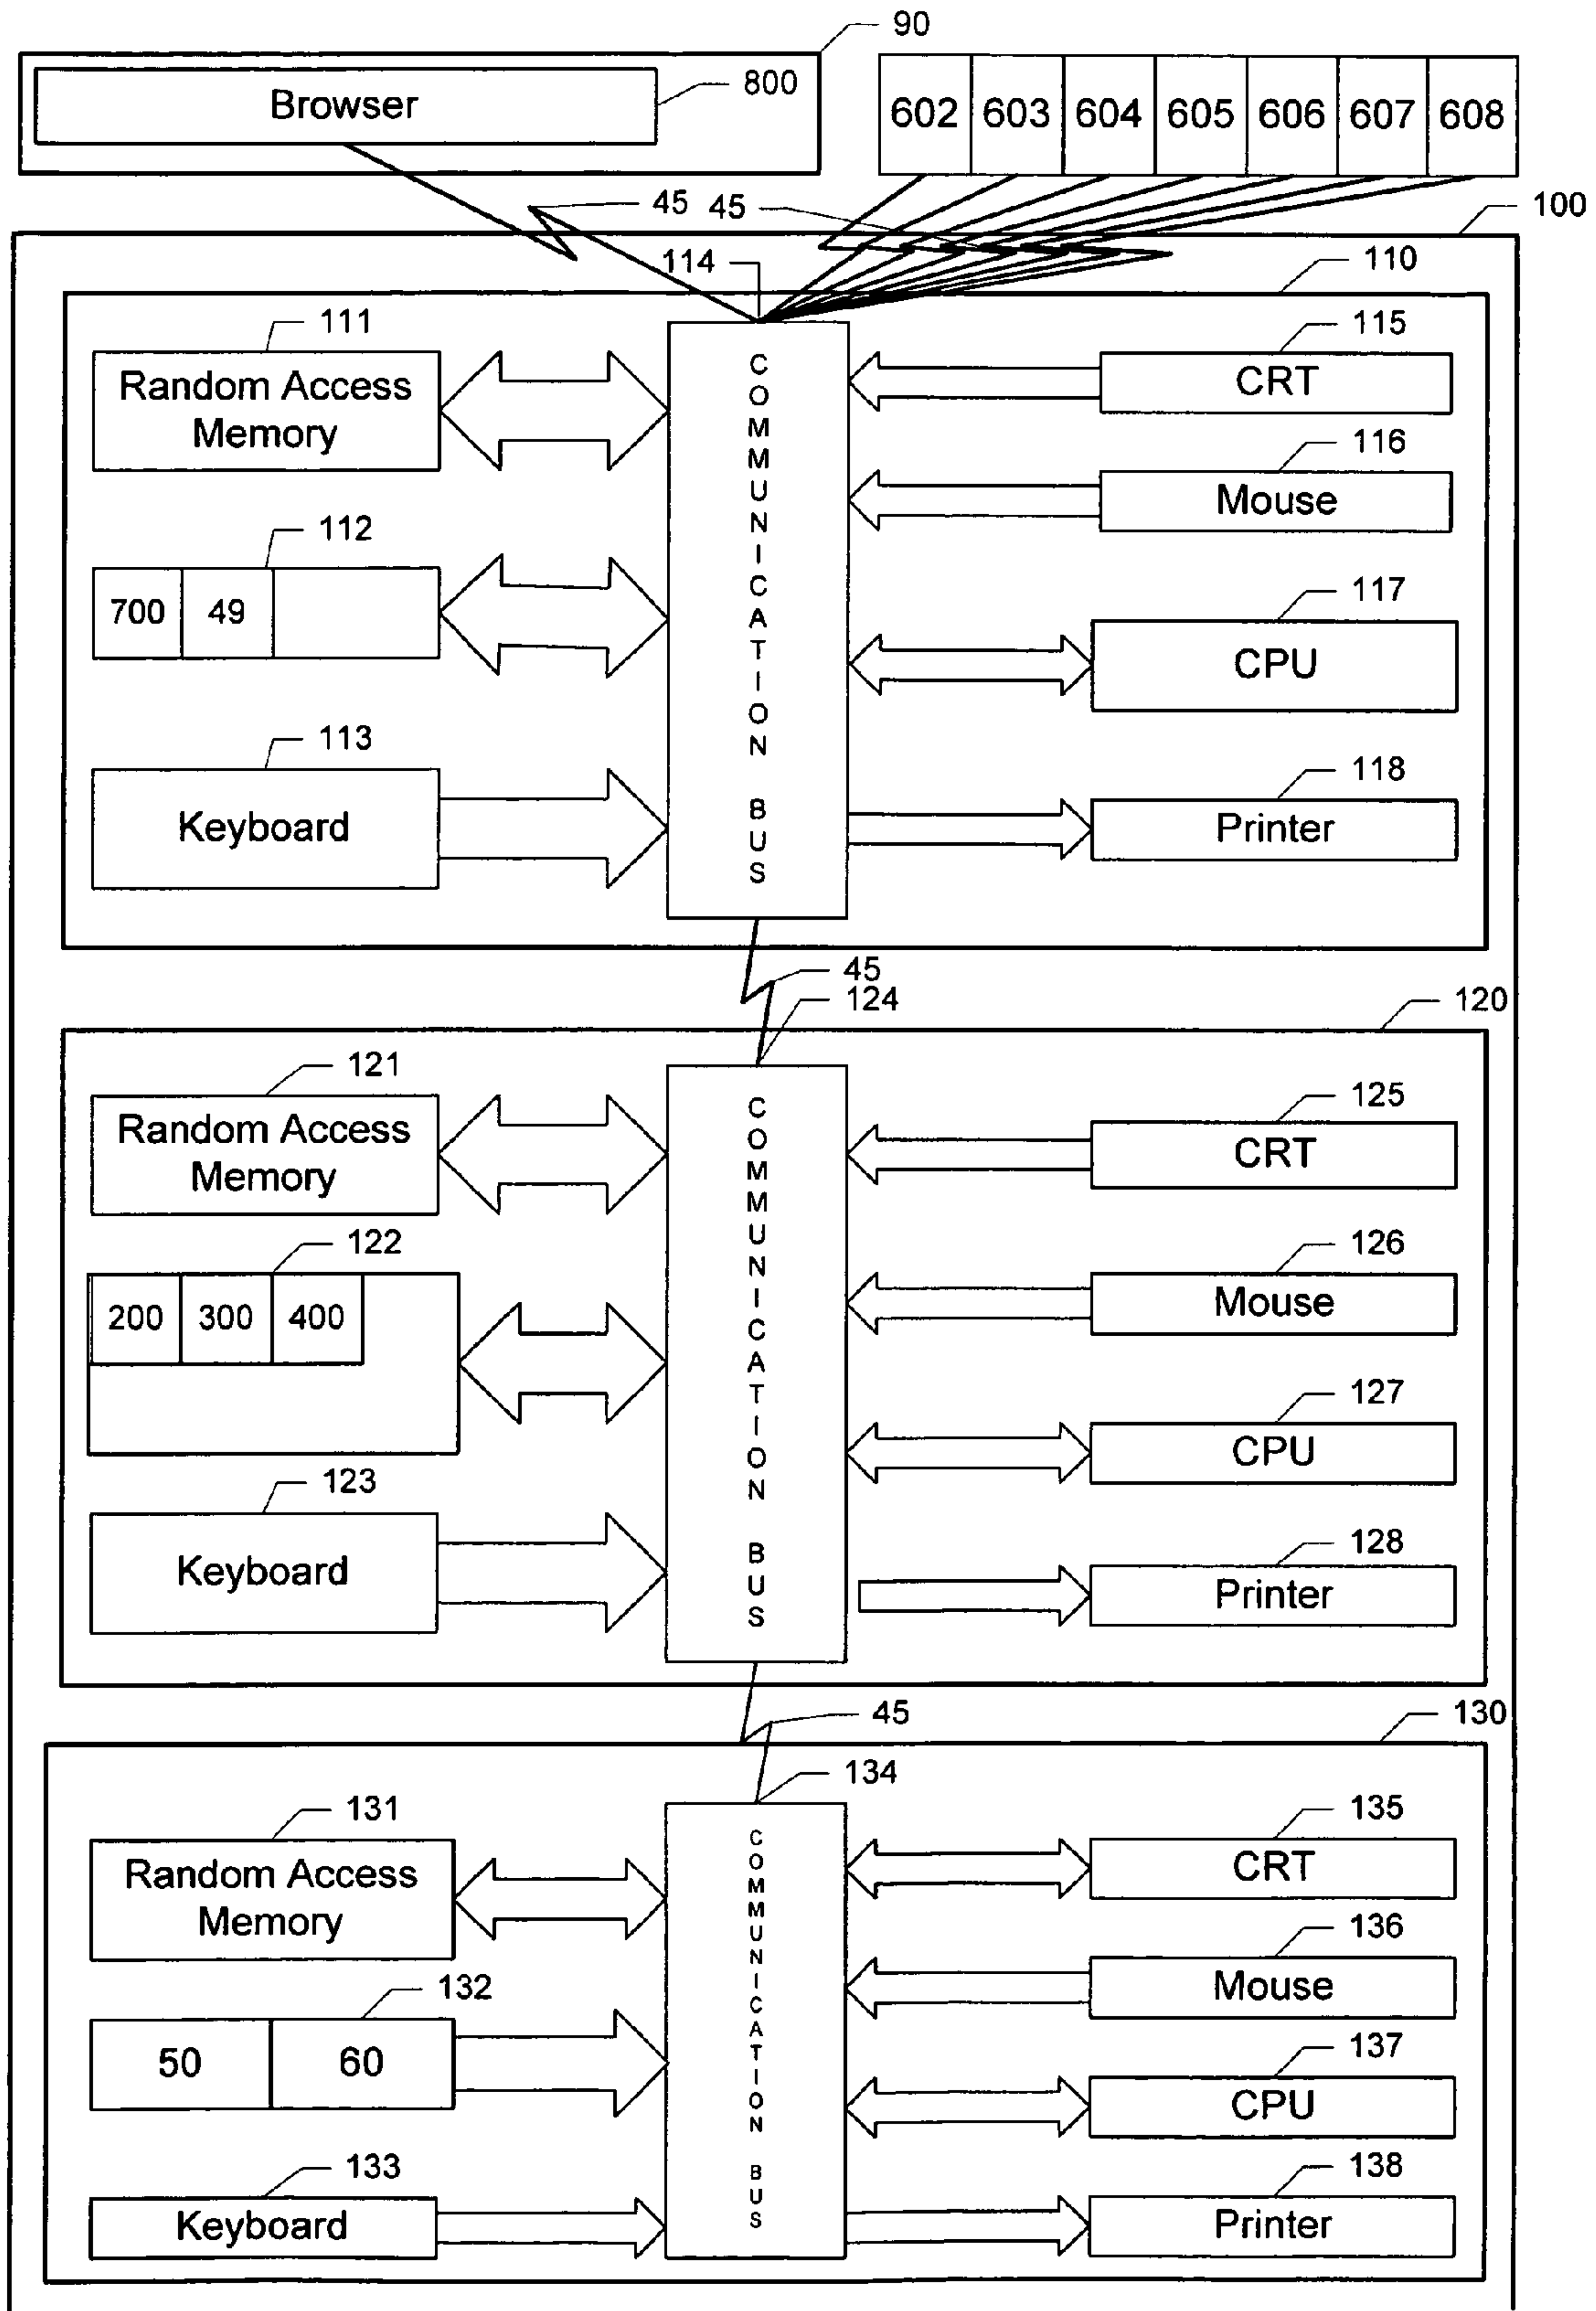 90
Browser
800
602 603 604 605 606 607 608
45 45
100
114
110
111
Random Access
Memory
115
CRT
116
Mouse
112
700 49
117
CPU
113
Keyboard
118
Printer
COMMUNICATION BUS
45
124
120
121
Random Access
Memory
125
CRT
122
200 300 400
126
Mouse
127
CPU
123
Keyboard
128
Printer
COMMUNICATION BUS
45
130
134
131
Random Access
Memory
135
CRT
136
Mouse
132
50 60
137
CPU
133
Keyboard
138
Printer
COMMUNICATION BUS